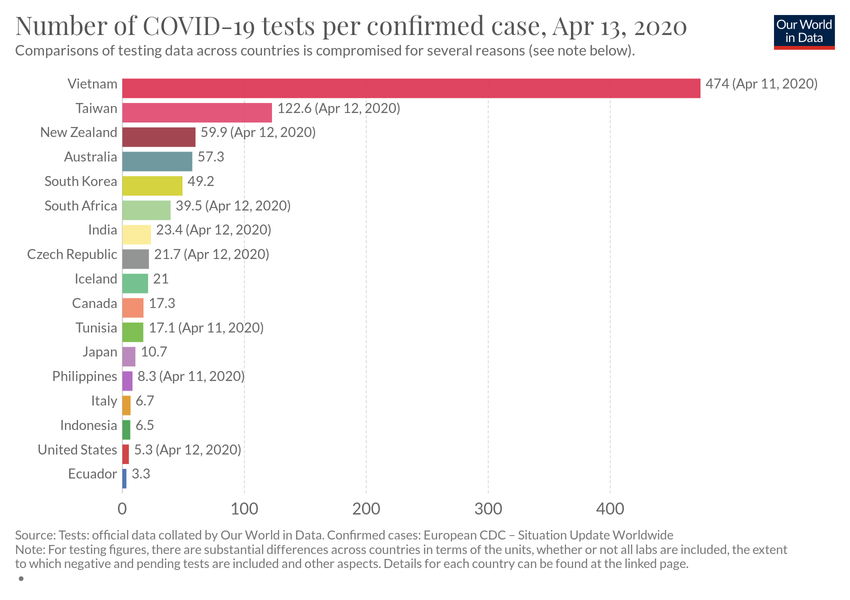 Number of COVID-19 tests per confirmed case, Apr 13, 2020
Our World
in Data
Comparisons of testing data across countries is compromised for several reasons (see note below).
Vietnam 474 (Apr 11, 2020)
Taiwan 122.6 (Apr 12, 2020)
New Zealand 59.9 (Apr 12, 2020)
Australia 57.3
South Korea 49.2
South Africa 39.5 (Apr 12, 2020)
India 23.4 (Apr 12, 2020)
Czech Republic 21.7 (Apr 12, 2020)
Iceland 21
Canada 17.3
Tunisia 17.1 (Apr 11, 2020)
Japan 10.7
Philippines 8.3 (Apr 11, 2020)
Italy 6.7
Indonesia 6.5
United States 5.3 (Apr 12, 2020)
Ecuador 3.3
0 100 200 300 400
Source: Tests: official data collated by Our World in Data. Confirmed cases: European CDC – Situation Update Worldwide
Note: For testing figures, there are substantial differences across countries in terms of the units, whether or not all labs are included, the extent
to which negative and pending tests are included and other aspects. Details for each country can be found at the linked page.
•